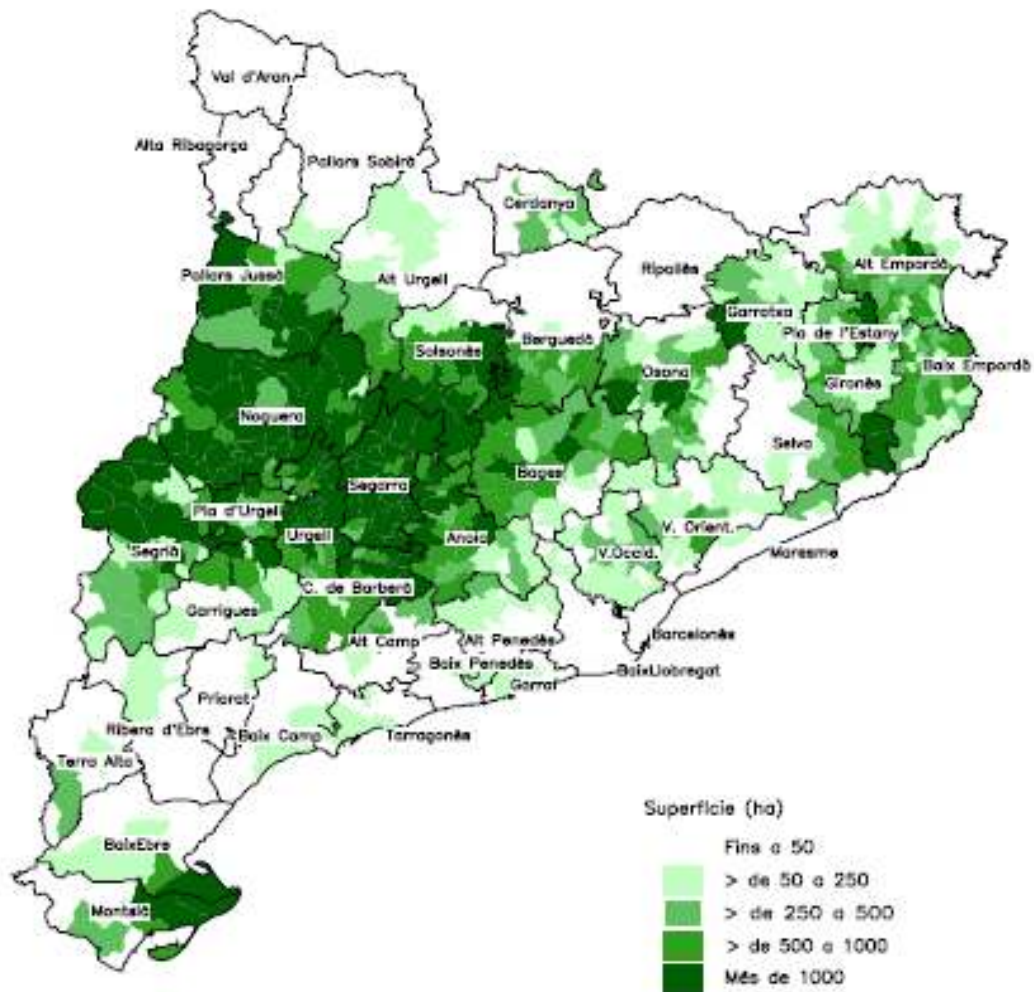 Val d'Aran
Alta Ribagorça
Pallars Sobirà
Cerdanya
Pallars Jussà
Alt Urgell
Ripollès
Alt Empordà
Garrotxa
Pla de l'Estany
Solsonès
Berguedà
Osona
Baix Empordà
Gironès
Noguera
Selva
Bages
Segarra
Pla d'Urgell
Urgell
Anoia
V. Orient.
V.Occid.
Maresme
Segrià
C. de Barberà
Garrigues
Alt Camp
Alt Penedès
Barcelonès
Baix Penedès
BaixLlobregat
Garraf
Priorat
Ribera d'Ebre
Baix Camp
Tarragonès
Terra Alta
BaixEbre
Montsià
Superfície (ha)
Fins a 50
> de 50 a 250
> de 250 a 500
> de 500 a 1000
Més de 1000